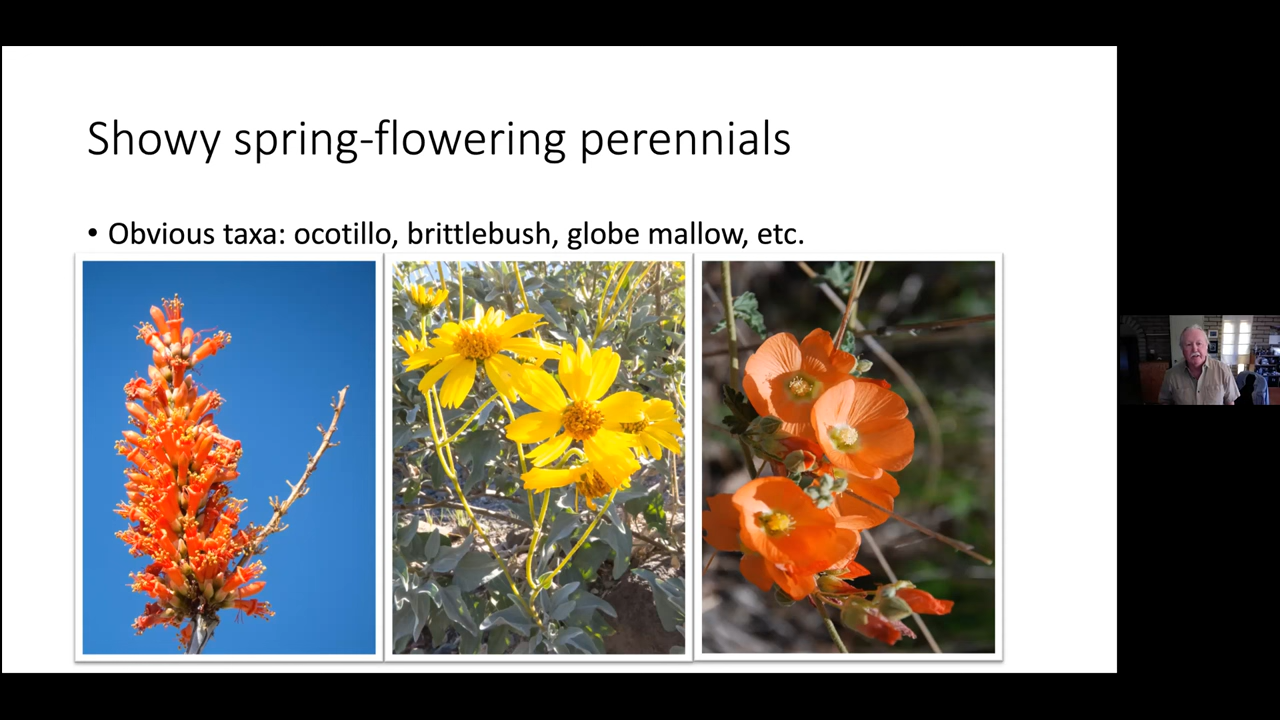 Showy spring-flowering perennials
• Obvious taxa: ocotillo, brittlebush, globe mallow, etc.